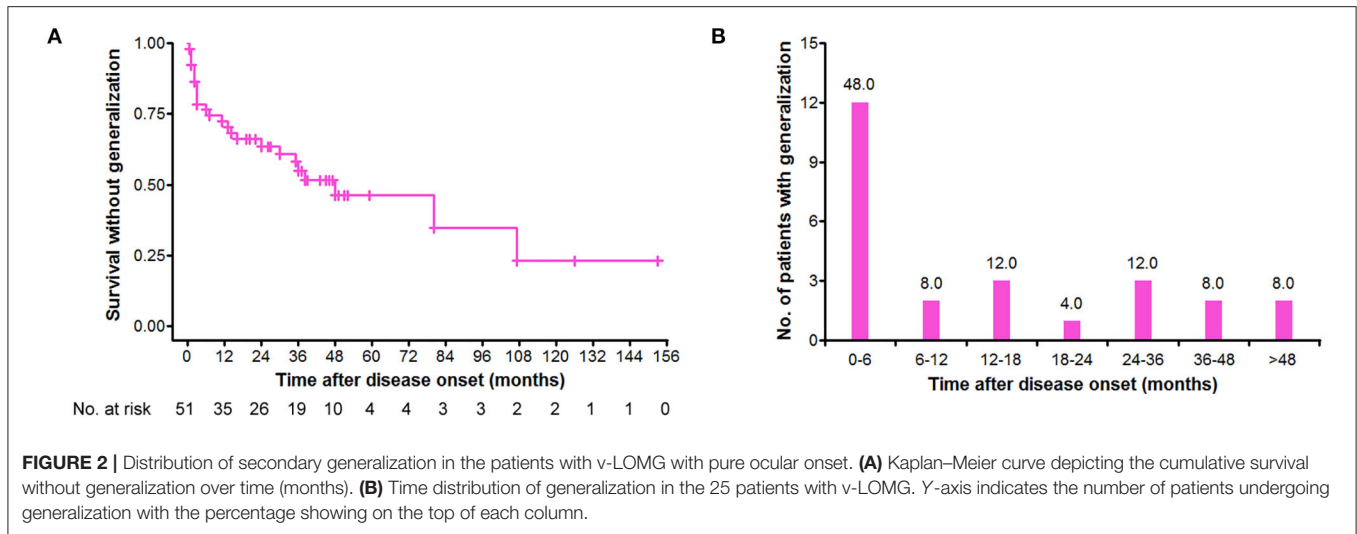 A
Survival without generalization
1.00
0.75
0.50
0.25
0.00
0 12 24 36 48 60 72 84 96 108 120 132 144 156
Time after disease onset (months)
No. at risk 51 35 26 19 10 4 4 3 3 2 2 1 1 0
B
No. of patients with generalization
15
12
9
6
3
0
48.0
8.0
12.0
4.0
12.0
8.0
8.0
0-6 6-12 12-18 18-24 24-36 36-48 >48
Time after disease onset (months)
FIGURE 2 | Distribution of secondary generalization in the patients with v-LOMG with pure ocular onset. (A) Kaplan–Meier curve depicting the cumulative survival
without generalization over time (months). (B) Time distribution of generalization in the 25 patients with v-LOMG. Y-axis indicates the number of patients undergoing
generalization with the percentage showing on the top of each column.